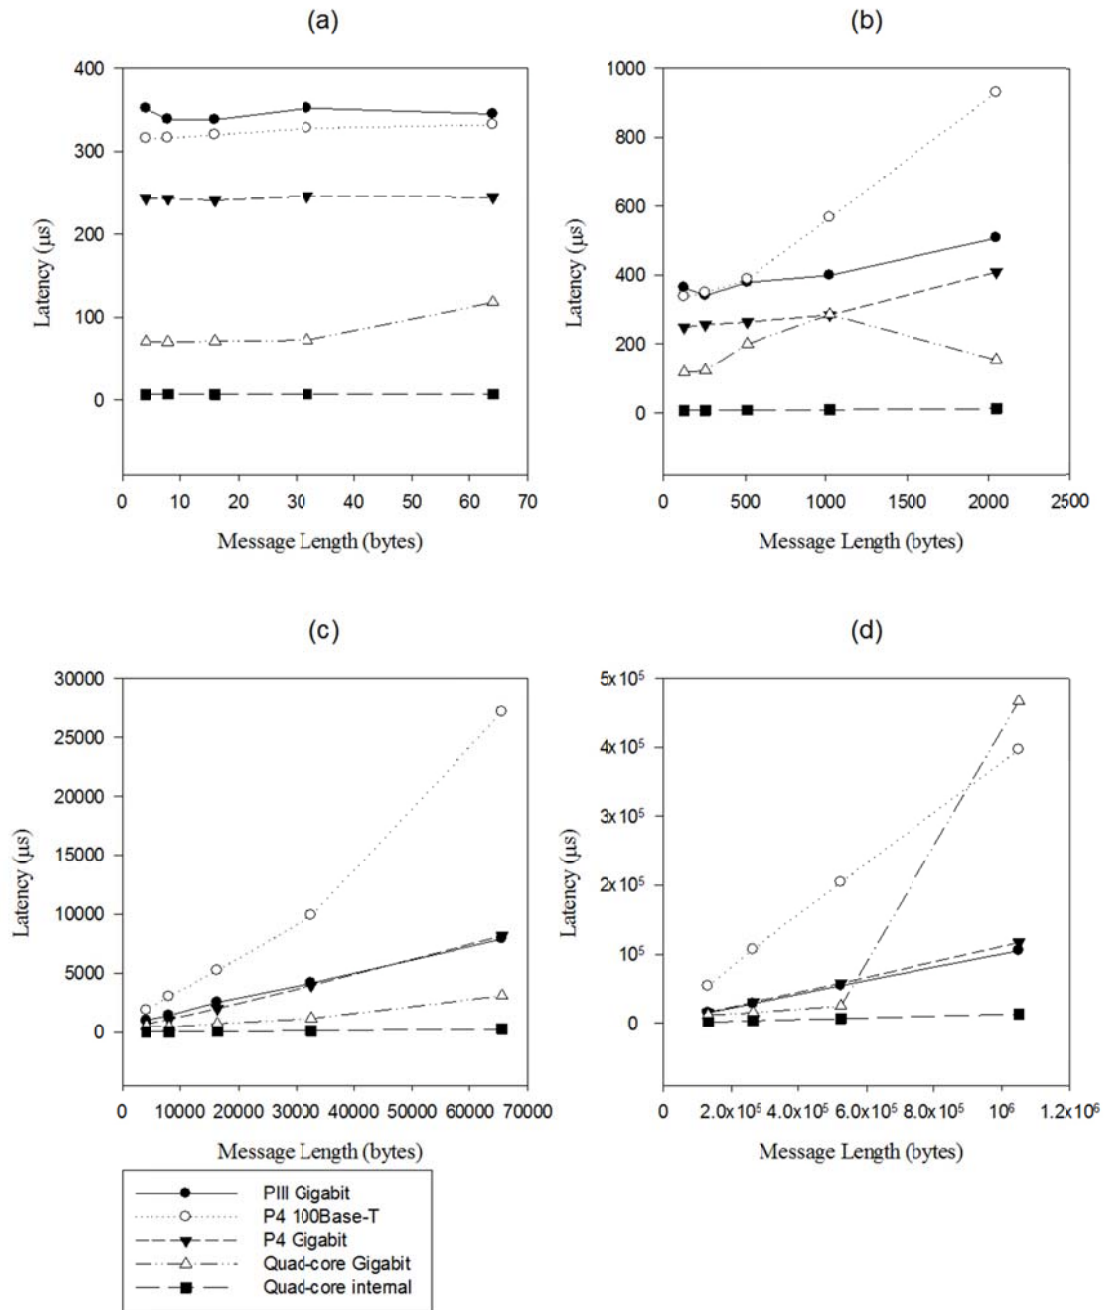 (a)
400
300
200
100
0
Latency (µs)
0 10 20 30 40 50 60 70
Message Length (bytes)
(b)
1000
800
600
400
200
0
Latency (µs)
0 500 1000 1500 2000 2500
Message Length (bytes)
(c)
30000
25000
20000
15000
10000
5000
0
Latency (µs)
0 10000 20000 30000 40000 50000 60000 70000
Message Length (bytes)
(d)
5x10⁵
4x10⁵
3x10⁵
2x10⁵
10⁵
0
Latency (µs)
0 2.0x10⁵ 4.0x10⁵ 6.0x10⁵ 8.0x10⁵ 10⁶ 1.2x10⁶
Message Length (bytes)
PIII Gigabit
P4 100Base-T
P4 Gigabit
Quad-core Gigabit
Quad-core internal